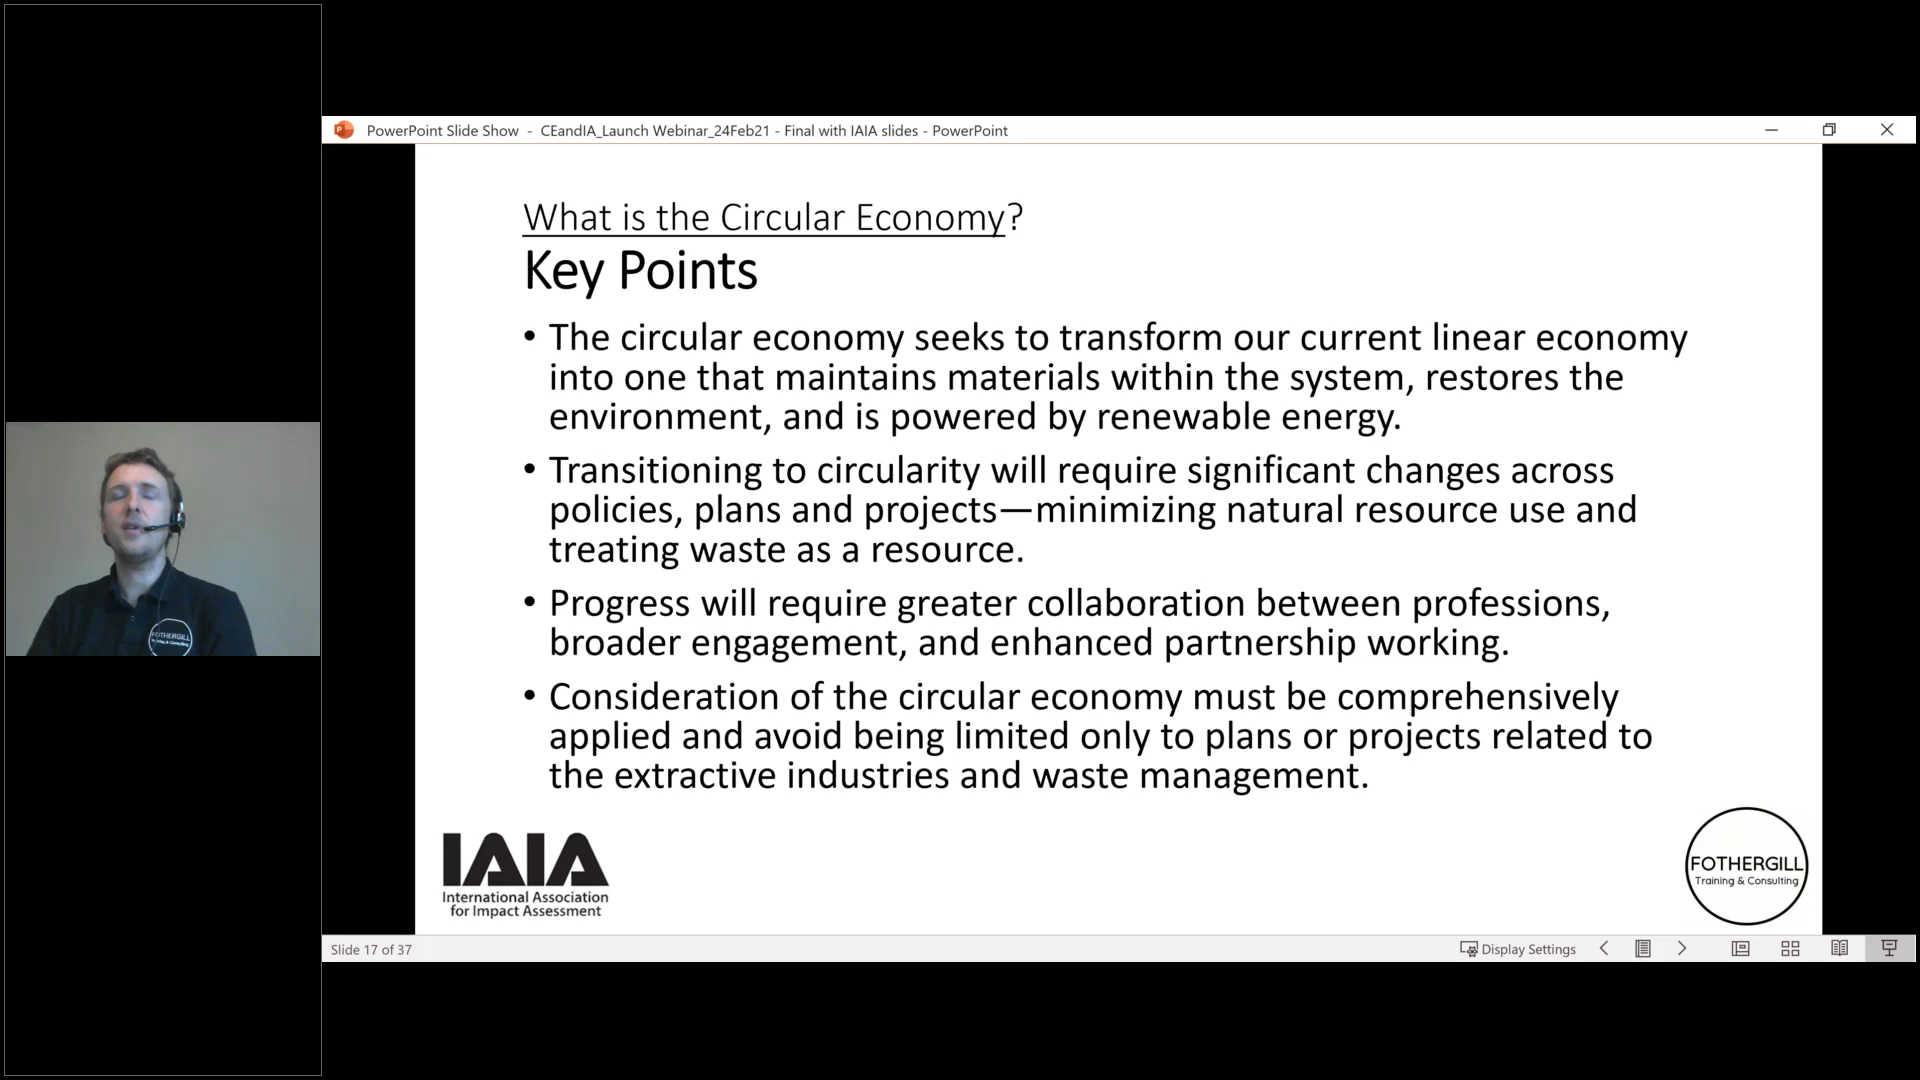 PowerPoint Slide Show - CEandIA_Launch Webinar_24Feb21 - Final with IAIA slides - PowerPoint
What is the Circular Economy?
Key Points
• The circular economy seeks to transform our current linear economy
into one that maintains materials within the system, restores the
environment, and is powered by renewable energy.
• Transitioning to circularity will require significant changes across
policies, plans and projects—minimizing natural resource use and
treating waste as a resource.
• Progress will require greater collaboration between professions,
broader engagement, and enhanced partnership working.
• Consideration of the circular economy must be comprehensively
applied and avoid being limited only to plans or projects related to
the extractive industries and waste management.
FOTHERGILL
Training & Consulting
IAIA
International Association
for Impact Assessment
FOTHERGILL
Training & Consulting
Slide 17 of 37
Display Settings